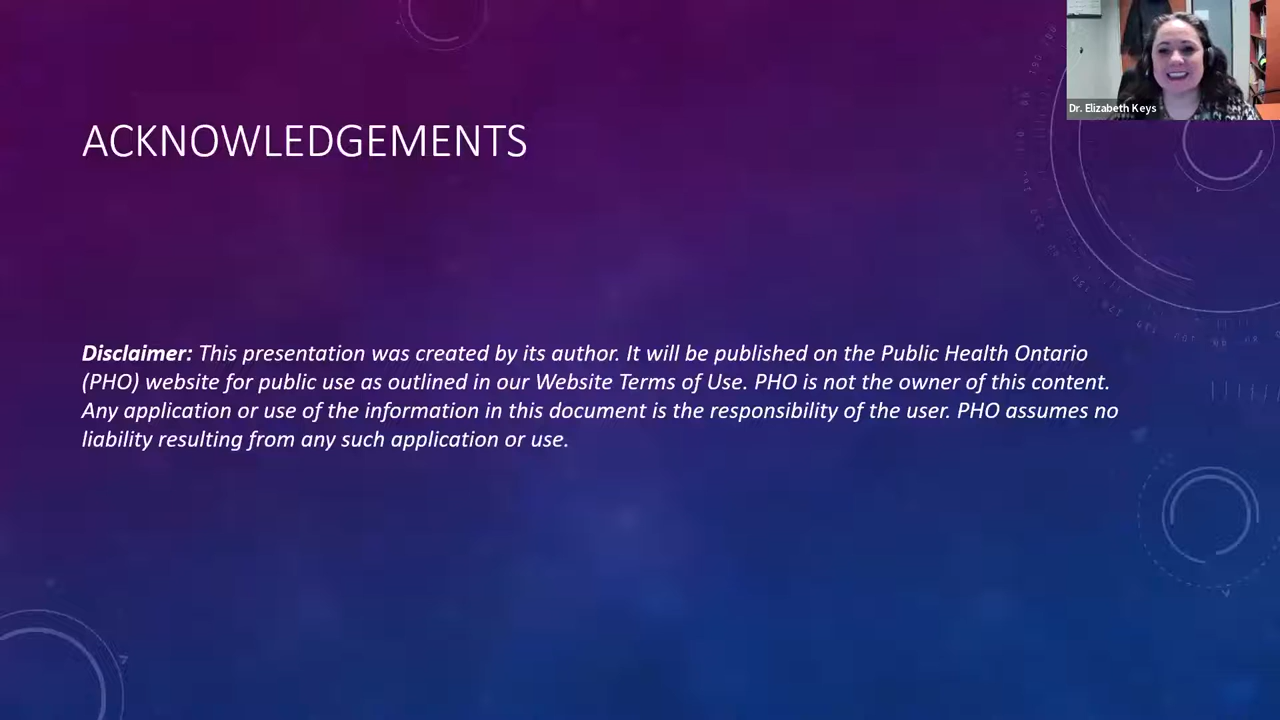 Dr. Elizabeth Keys
ACKNOWLEDGEMENTS
Disclaimer: This presentation was created by its author. It will be published on the Public Health Ontario
(PHO) website for public use as outlined in our Website Terms of Use. PHO is not the owner of this content.
Any application or use of the information in this document is the responsibility of the user. PHO assumes no
liability resulting from any such application or use.